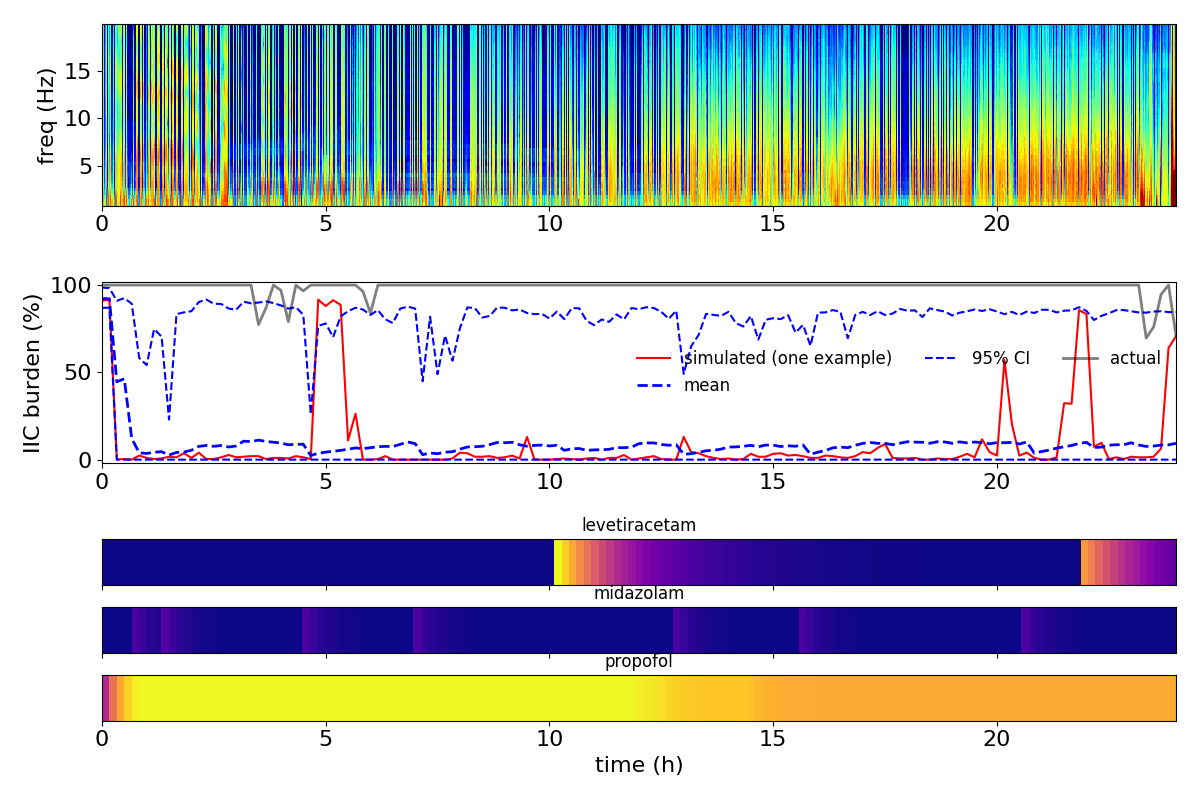 freq (Hz)
15
10
5
0 5 10 15 20
IIC burden (%)
100
50
0
simulated (one example) 95% CI actual
mean
0 5 10 15 20
levetiracetam
midazolam
propofol
0 5 10 15 20
time (h)